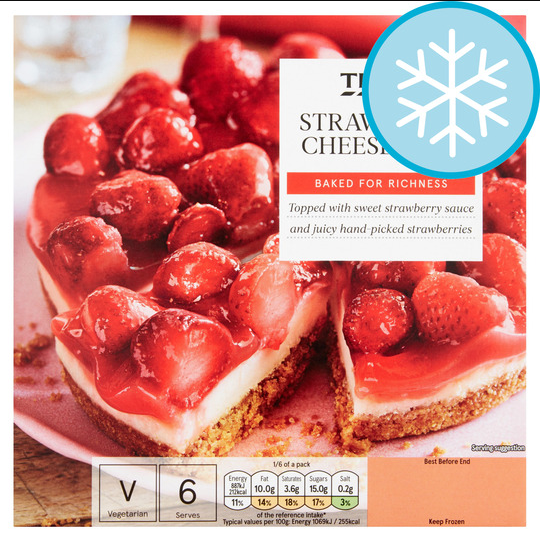 BAKED FOR RICHNESS
Topped with sweet strawberry sauce
and juicy hand-picked strawberries
Serving suggestion
V
Vegetarian
6
Serves
1/6 of a pack
Energy
887kJ
212kcal
11%
Fat
10.0g
14%
Saturates
3.6g
18%
Sugars
15.0g
17%
Salt
0.2g
3%
of the reference intake*
Typical values per 100g: Energy 1069kJ / 255kcal
Best Before End
Keep Frozen